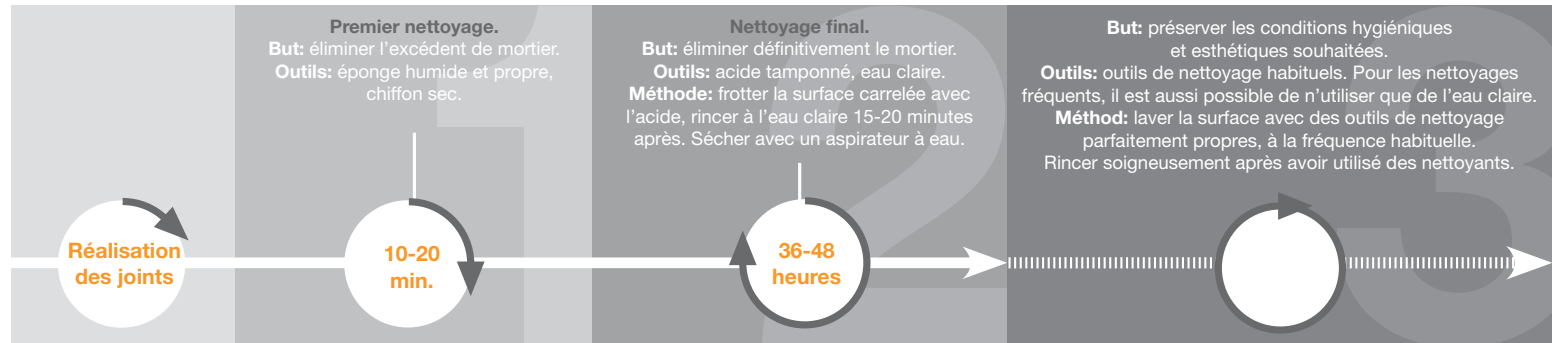 Premier nettoyage.
But: éliminer l'excédent de mortier.
Outils: éponge humide et propre,
chiffon sec.
Nettoyage final.
But: éliminer définitivement le mortier.
Outils: acide tamponné, eau claire.
Méthode: frotter la surface carrelée avec
l'acide, rincer à l'eau claire 15-20 minutes
après. Sécher avec un aspirateur à eau.
But: préserver les conditions hygiéniques
et esthétiques souhaitées.
Outils: outils de nettoyage habituels. Pour les nettoyages
fréquents, il est aussi possible de n'utiliser que de l'eau claire.
Méthod: laver la surface avec des outils de nettoyage
parfaitement propres, à la fréquence habituelle.
Rincer soigneusement après avoir utilisé des nettoyants.
1
2
3
Réalisation
des joints
10-20
min.
36-48
heures